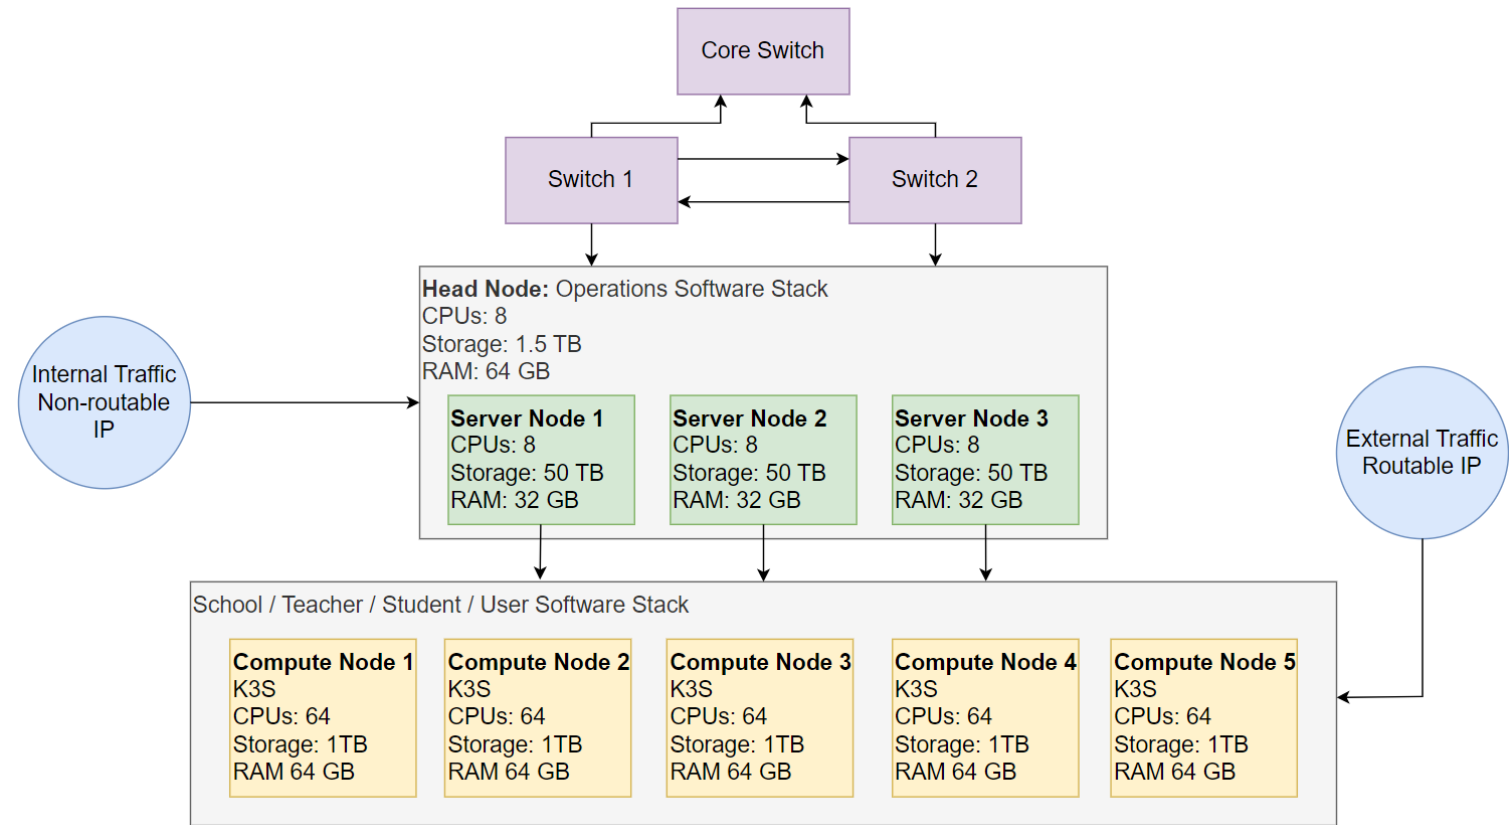 Core Switch
Switch 1
Switch 2
Head Node: Operations Software Stack
CPUs: 8
Storage: 1.5 TB
RAM: 64 GB
Internal Traffic
Non-routable
IP
Server Node 1
CPUs: 8
Storage: 50 TB
RAM: 32 GB
Server Node 2
CPUs: 8
Storage: 50 TB
RAM: 32 GB
Server Node 3
CPUs: 8
Storage: 50 TB
RAM: 32 GB
External Traffic
Routable IP
School / Teacher / Student / User Software Stack
Compute Node 1
K3S
CPUs: 64
Storage: 1TB
RAM 64 GB
Compute Node 2
K3S
CPUs: 64
Storage: 1TB
RAM 64 GB
Compute Node 3
K3S
CPUs: 64
Storage: 1TB
RAM 64 GB
Compute Node 4
K3S
CPUs: 64
Storage: 1TB
RAM 64 GB
Compute Node 5
K3S
CPUs: 64
Storage: 1TB
RAM 64 GB